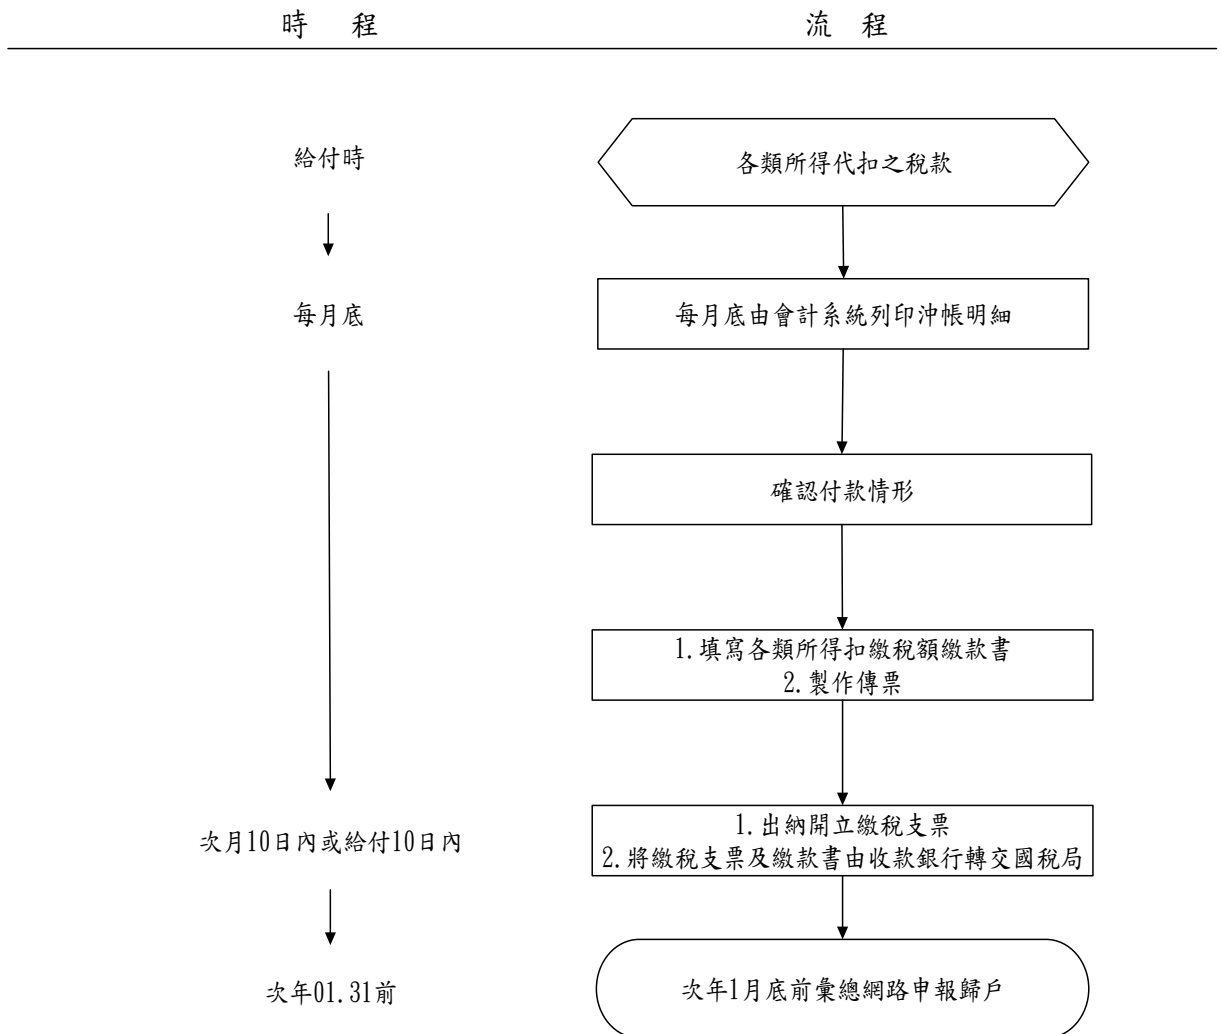 時 程
流 程
給付時
各類所得代扣之稅款
每月底
每月底由會計系統列印沖帳明細
確認付款情形
1.填寫各類所得扣繳稅額繳款書
2.製作傳票
次月10日內或給付10日內
1.出納開立繳稅支票
2.將繳稅支票及繳款書由收款銀行轉交國稅局
次年01.31前
次年1月底前彙總網路申報歸戶